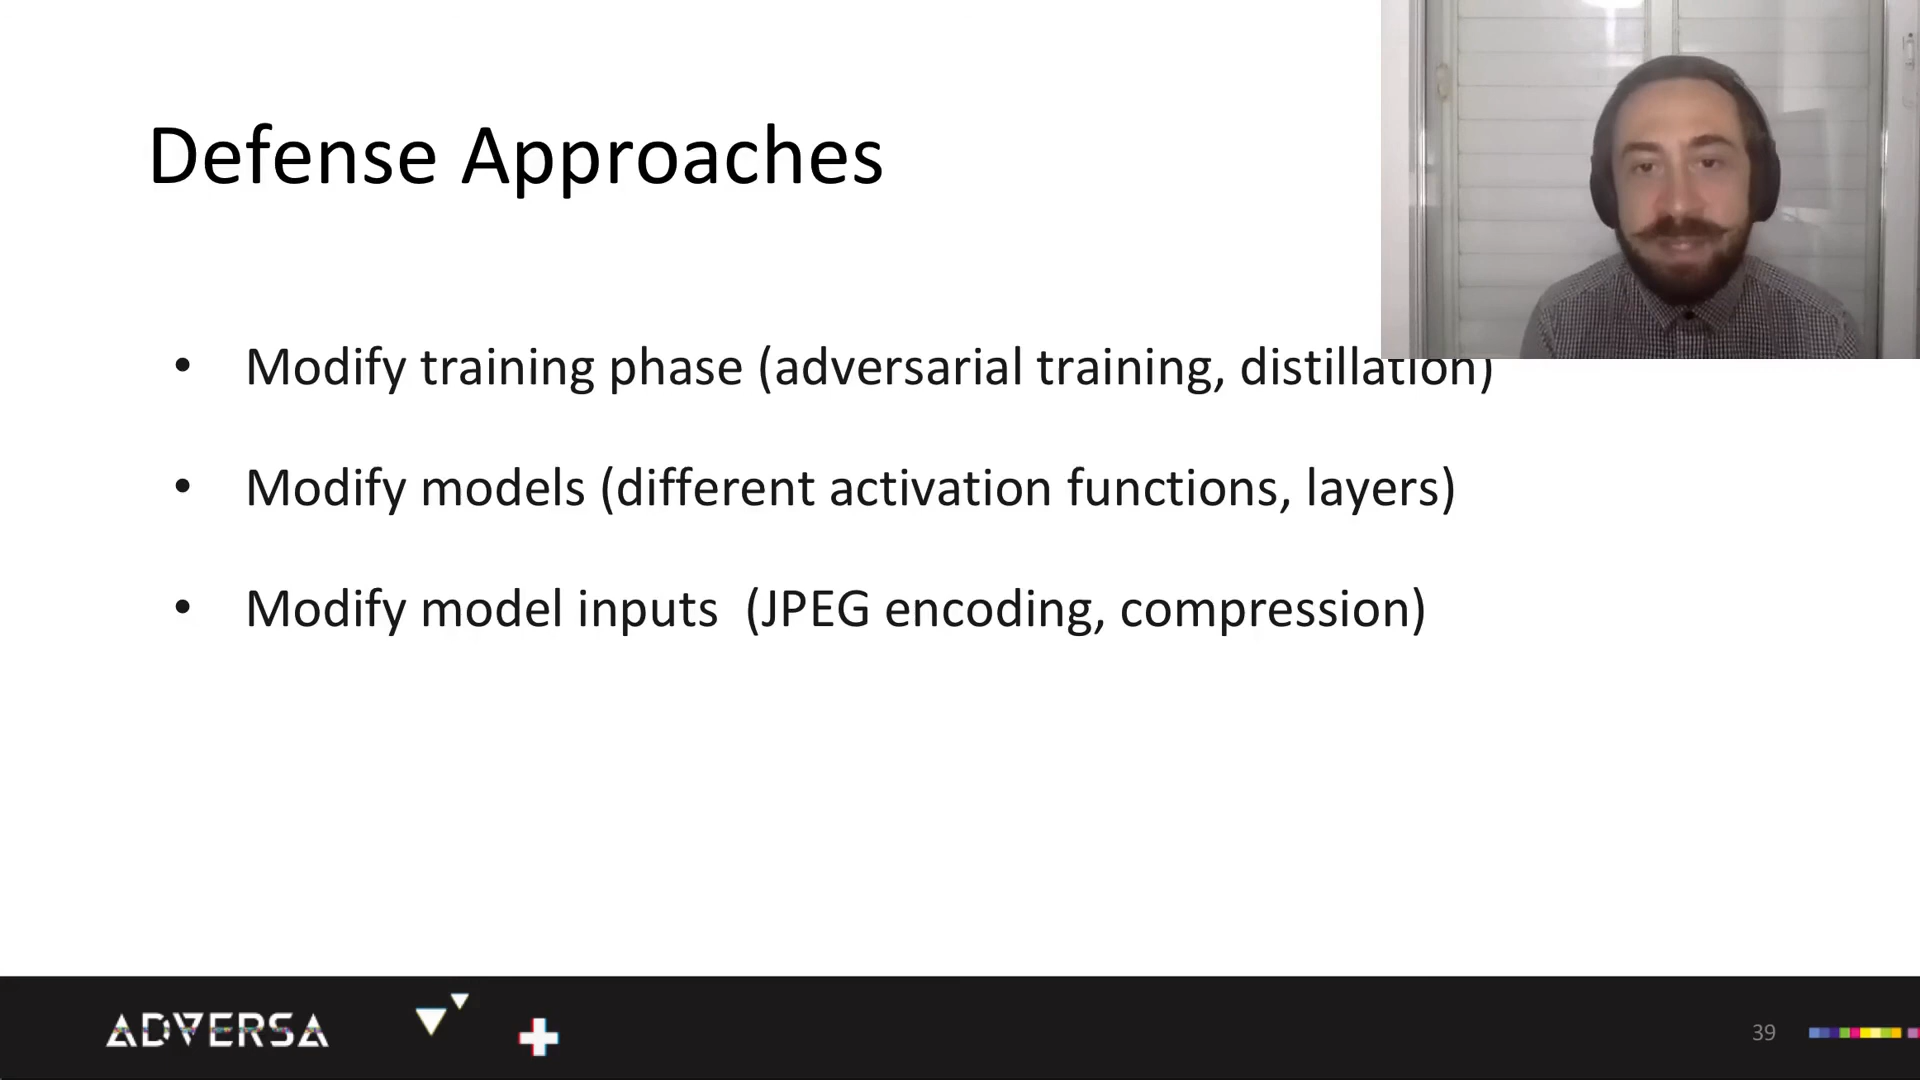 Defense Approaches
• Modify training phase (adversarial training, distillation)
• Modify models (different activation functions, layers)
• Modify model inputs (JPEG encoding, compression)
ADVERSA
39